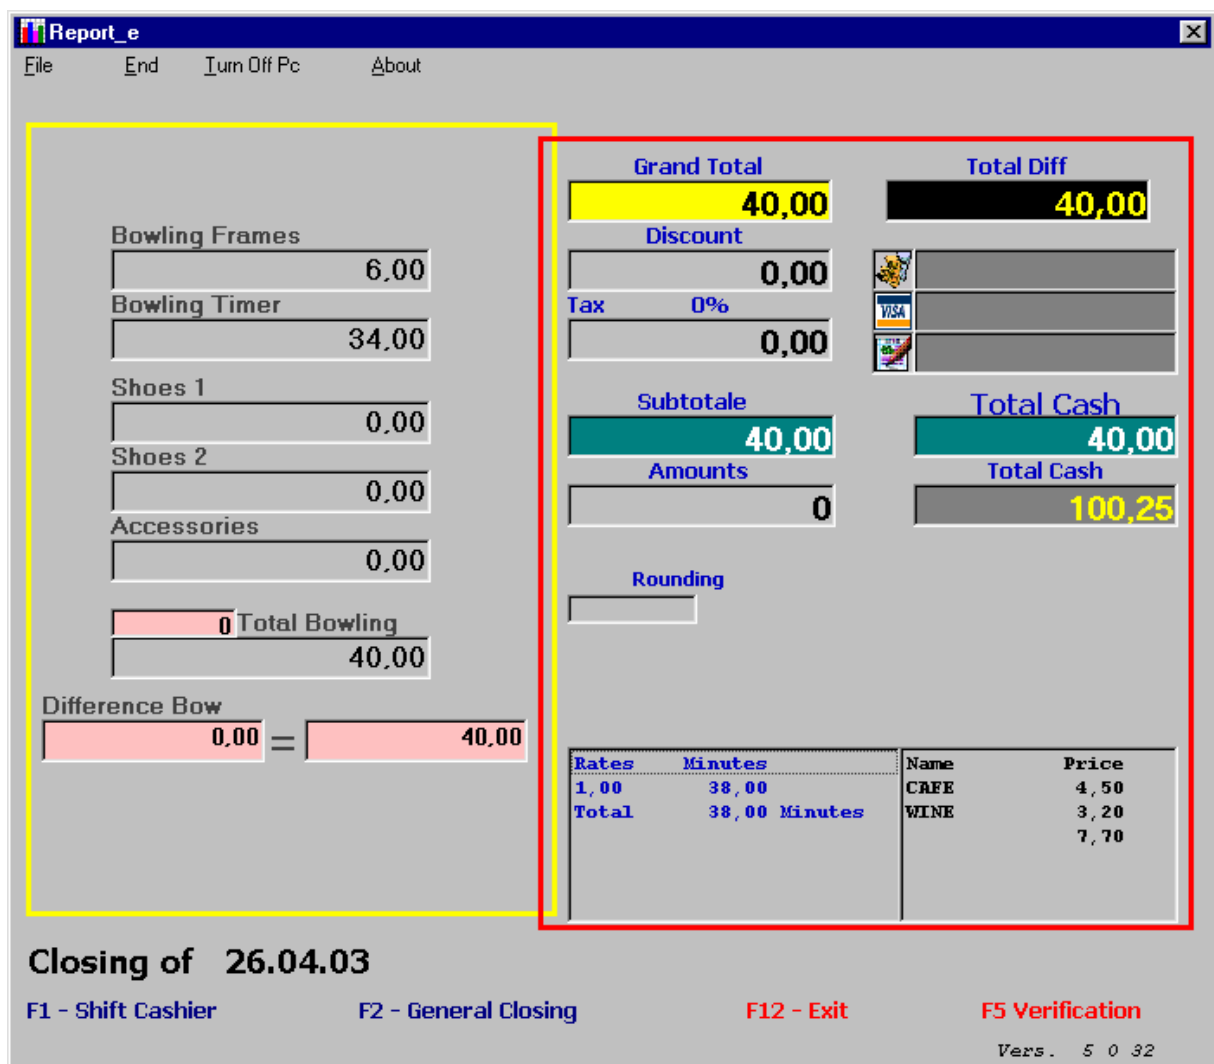 Report_e
File End Turn Off Pc About
Bowling Frames
6,00
Bowling Timer
34,00
Shoes 1
0,00
Shoes 2
0,00
Accessories
0,00
0 Total Bowling
40,00
Difference Bow
0,00 = 40,00
Grand Total
40,00
Discount
0,00
Tax 0%
0,00
Subtotale
40,00
Amounts
0
Rounding
Total Diff
40,00
VISA
Total Cash
40,00
Total Cash
100,25
Rates Minutes
1,00 38,00
Total 38,00 Minutes
Name Price
CAFE 4,50
WINE 3,20
7,70
Closing of 26.04.03
F1 - Shift Cashier F2 - General Closing F12 - Exit F5 Verification
Vers. 5 0 32